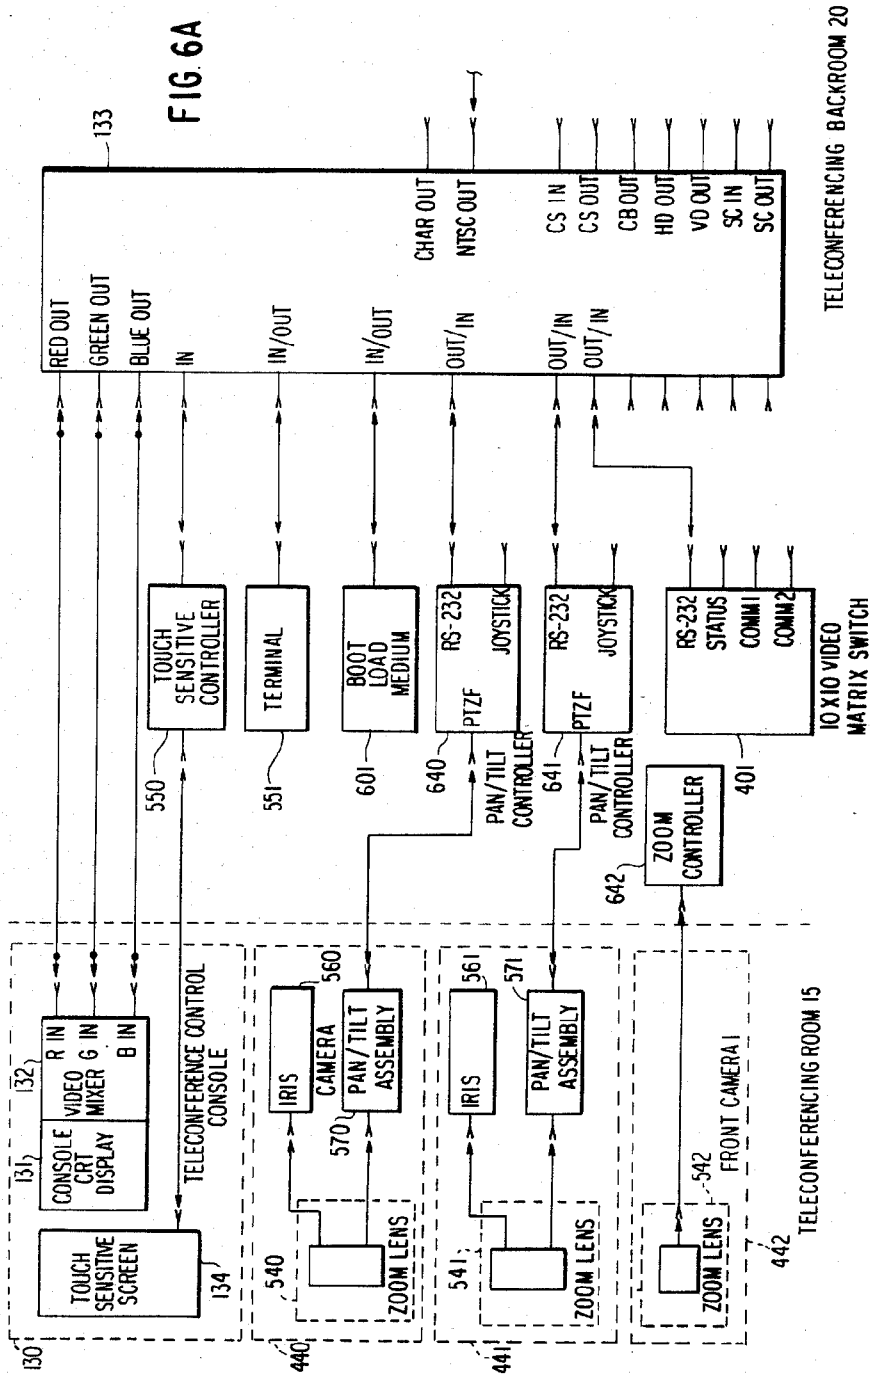 FIG. 6A
133
RED OUT
GREEN OUT
BLUE OUT
IN
IN/OUT
IN/OUT
OUT/IN
OUT/IN
OUT/IN
CHAR OUT
NTSC OUT
CS IN
CS OUT
CB OUT
HD OUT
VD OUT
SC IN
SC OUT
TELECONFERENCING BACKROOM 20
TOUCH
SENSITIVE
CONTROLLER
550
TERMINAL
551
BOOT
LOAD
MEDIUM
601
RS-232
JOYSTICK
PTZF
640
PAN/TILT
CONTROLLER
RS-232
JOYSTICK
PTZF
641
PAN/TILT
CONTROLLER
RS-232
STATUS
COMM1
COMM2
401
10X10 VIDEO
MATRIX SWITCH
ZOOM
CONTROLLER
642
R IN
G IN
B IN
VIDEO
MIXER
132
CONSOLE
CRT
DISPLAY
131
TOUCH
SENSITIVE
SCREEN
134
TELECONFERENCE CONTROL
CONSOLE
130
IRIS
560
CAMERA
PAN/TILT
ASSEMBLY
570
540
ZOOM LENS
440
IRIS
561
PAN/TILT
ASSEMBLY
571
541
ZOOM LENS
441
FRONT CAMERA 1
542
ZOOM LENS
442
TELECONFERENCING ROOM 15